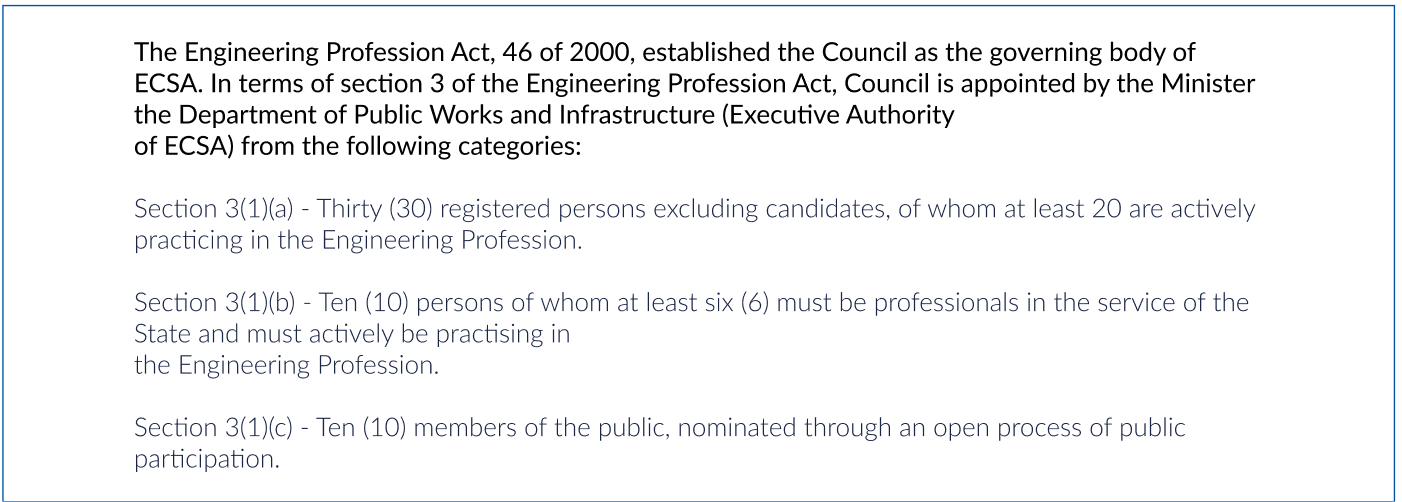 The Engineering Profession Act, 46 of 2000, established the Council as the governing body of
ECSA. In terms of section 3 of the Engineering Profession Act, Council is appointed by the Minister
the Department of Public Works and Infrastructure (Executive Authority
of ECSA) from the following categories:
Section 3(1)(a) - Thirty (30) registered persons excluding candidates, of whom at least 20 are actively
practicing in the Engineering Profession.
Section 3(1)(b) - Ten (10) persons of whom at least six (6) must be professionals in the service of the
State and must actively be practising in
the Engineering Profession.
Section 3(1)(c) - Ten (10) members of the public, nominated through an open process of public
participation.